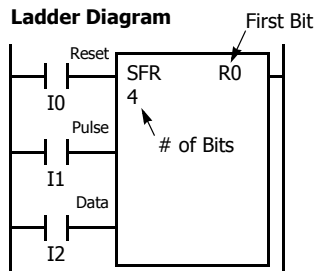 Ladder Diagram
First Bit
Reset
SFR R0
4
I0
Pulse
# of Bits
I1
Data
I2